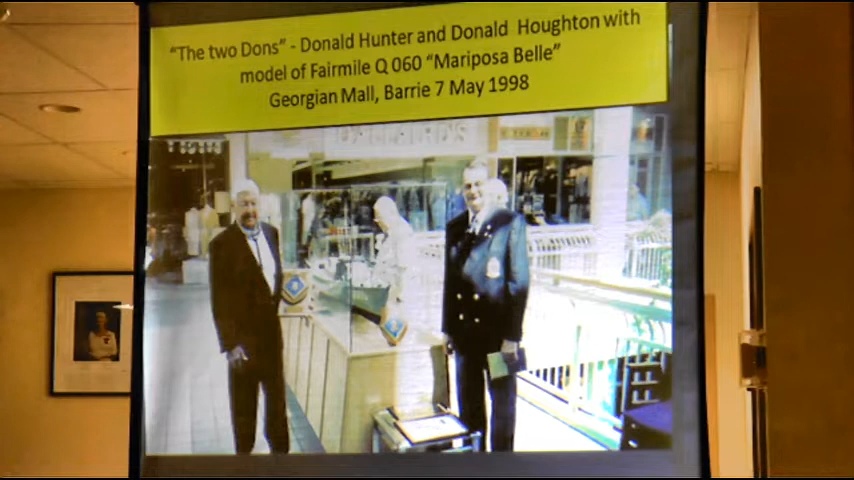 “The two Dons” - Donald Hunter and Donald Houghton with
model of Fairmile Q 060 “Mariposa Belle”
Georgian Mall, Barrie 7 May 1998